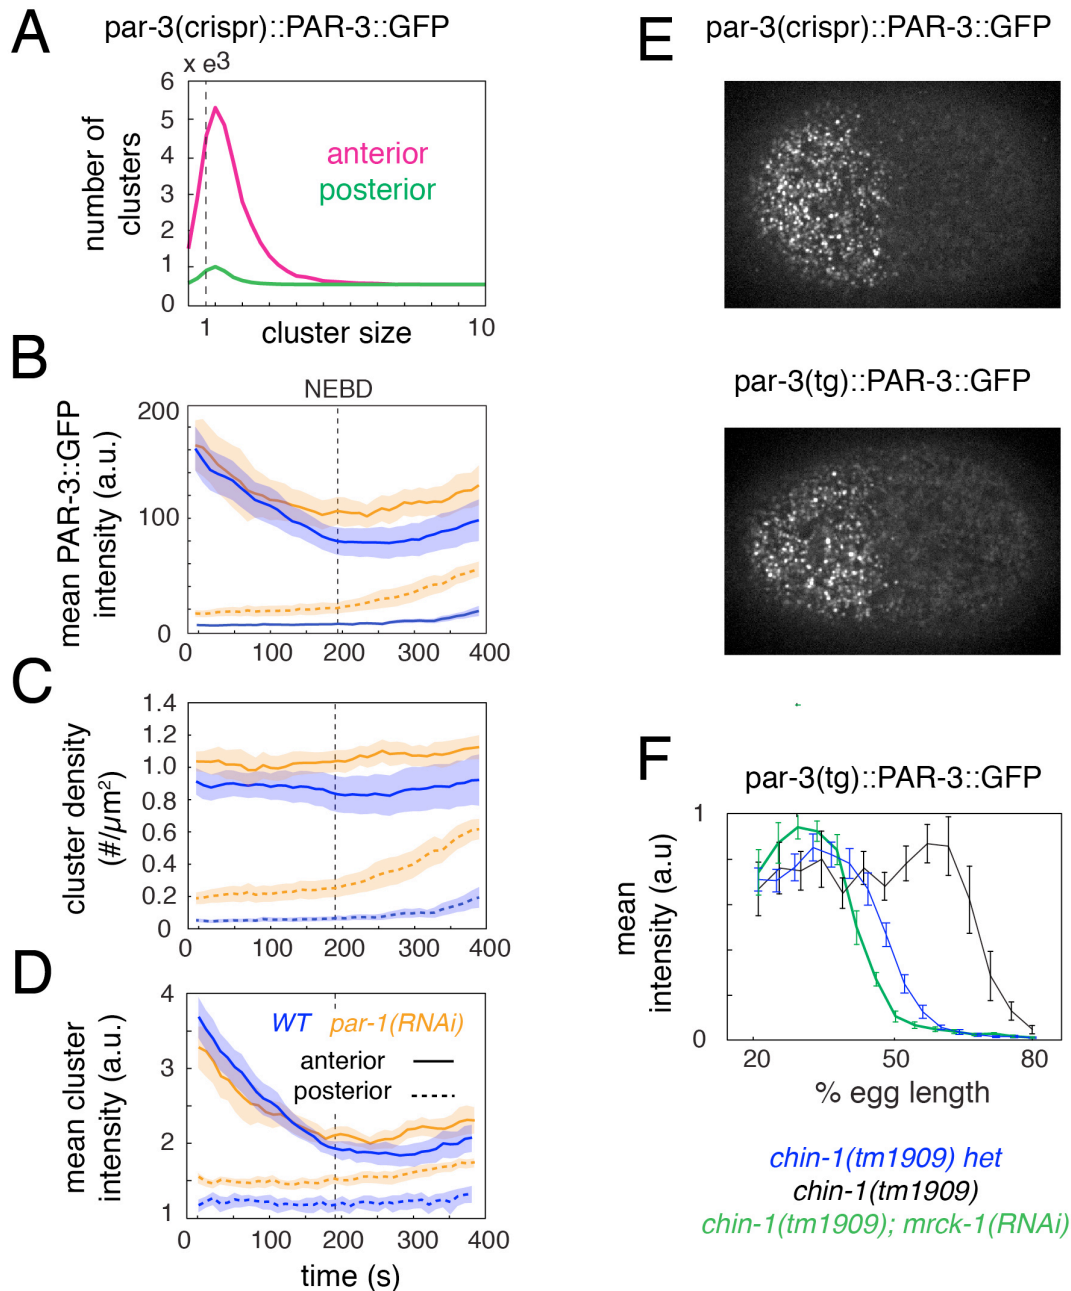 A
par-3(crispr)::PAR-3::GFP
x e3
6
5
4
3
2
1
0
number of
clusters
anterior
posterior
1
10
cluster size
B
NEBD
200
100
0
mean PAR-3::GFP
intensity (a.u.)
0 100 200 300 400
C
1.4
1.2
1.0
0.8
0.6
0.4
0.2
0
cluster density
(#/µm2)
0 100 200 300 400
D
4
3
2
1
mean cluster
intensity (a.u.)
WT par-1(RNAi)
anterior
posterior
0 100 200 300 400
time (s)
E
par-3(crispr)::PAR-3::GFP
par-3(tg)::PAR-3::GFP
F
par-3(tg)::PAR-3::GFP
1
0
mean
intensity (a.u)
20 50 80
% egg length
chin-1(tm1909) het
chin-1(tm1909)
chin-1(tm1909); mrck-1(RNAi)